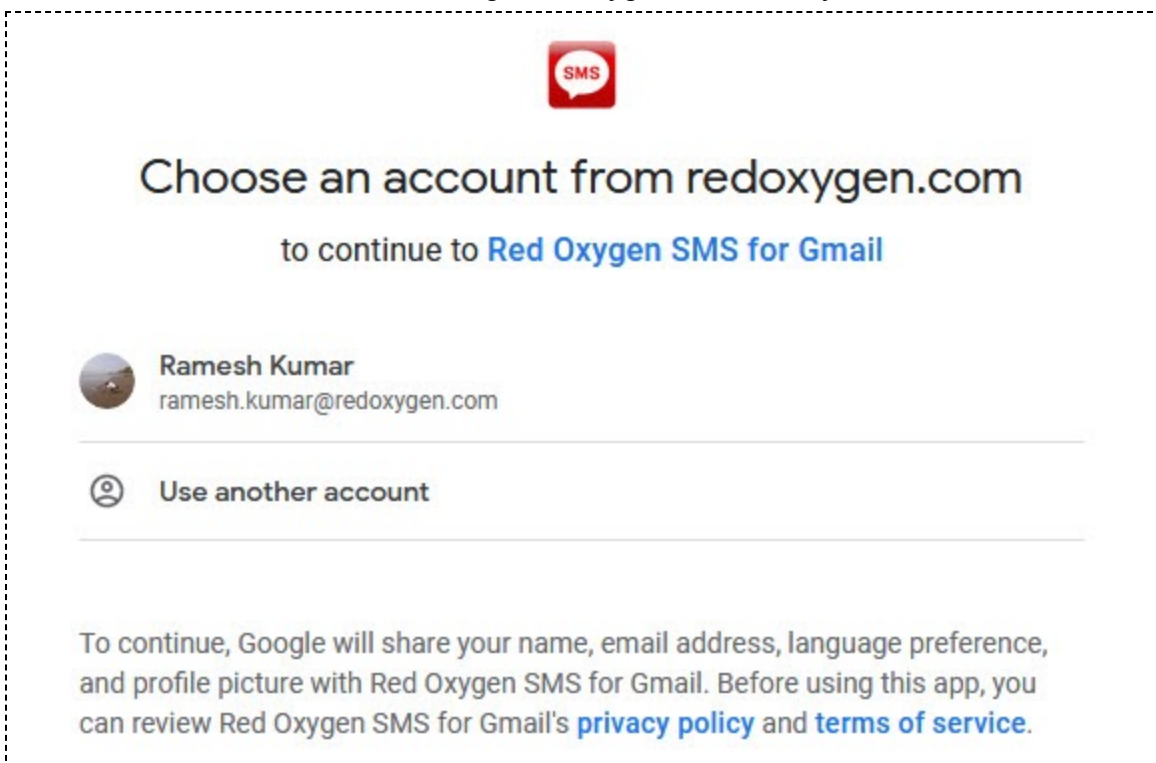 SMS
Choose an account from redoxygen.com
to continue to Red Oxygen SMS for Gmail
Ramesh Kumar
ramesh.kumar@redoxygen.com
Use another account
To continue, Google will share your name, email address, language preference,
and profile picture with Red Oxygen SMS for Gmail. Before using this app, you
can review Red Oxygen SMS for Gmail's privacy policy and terms of service.